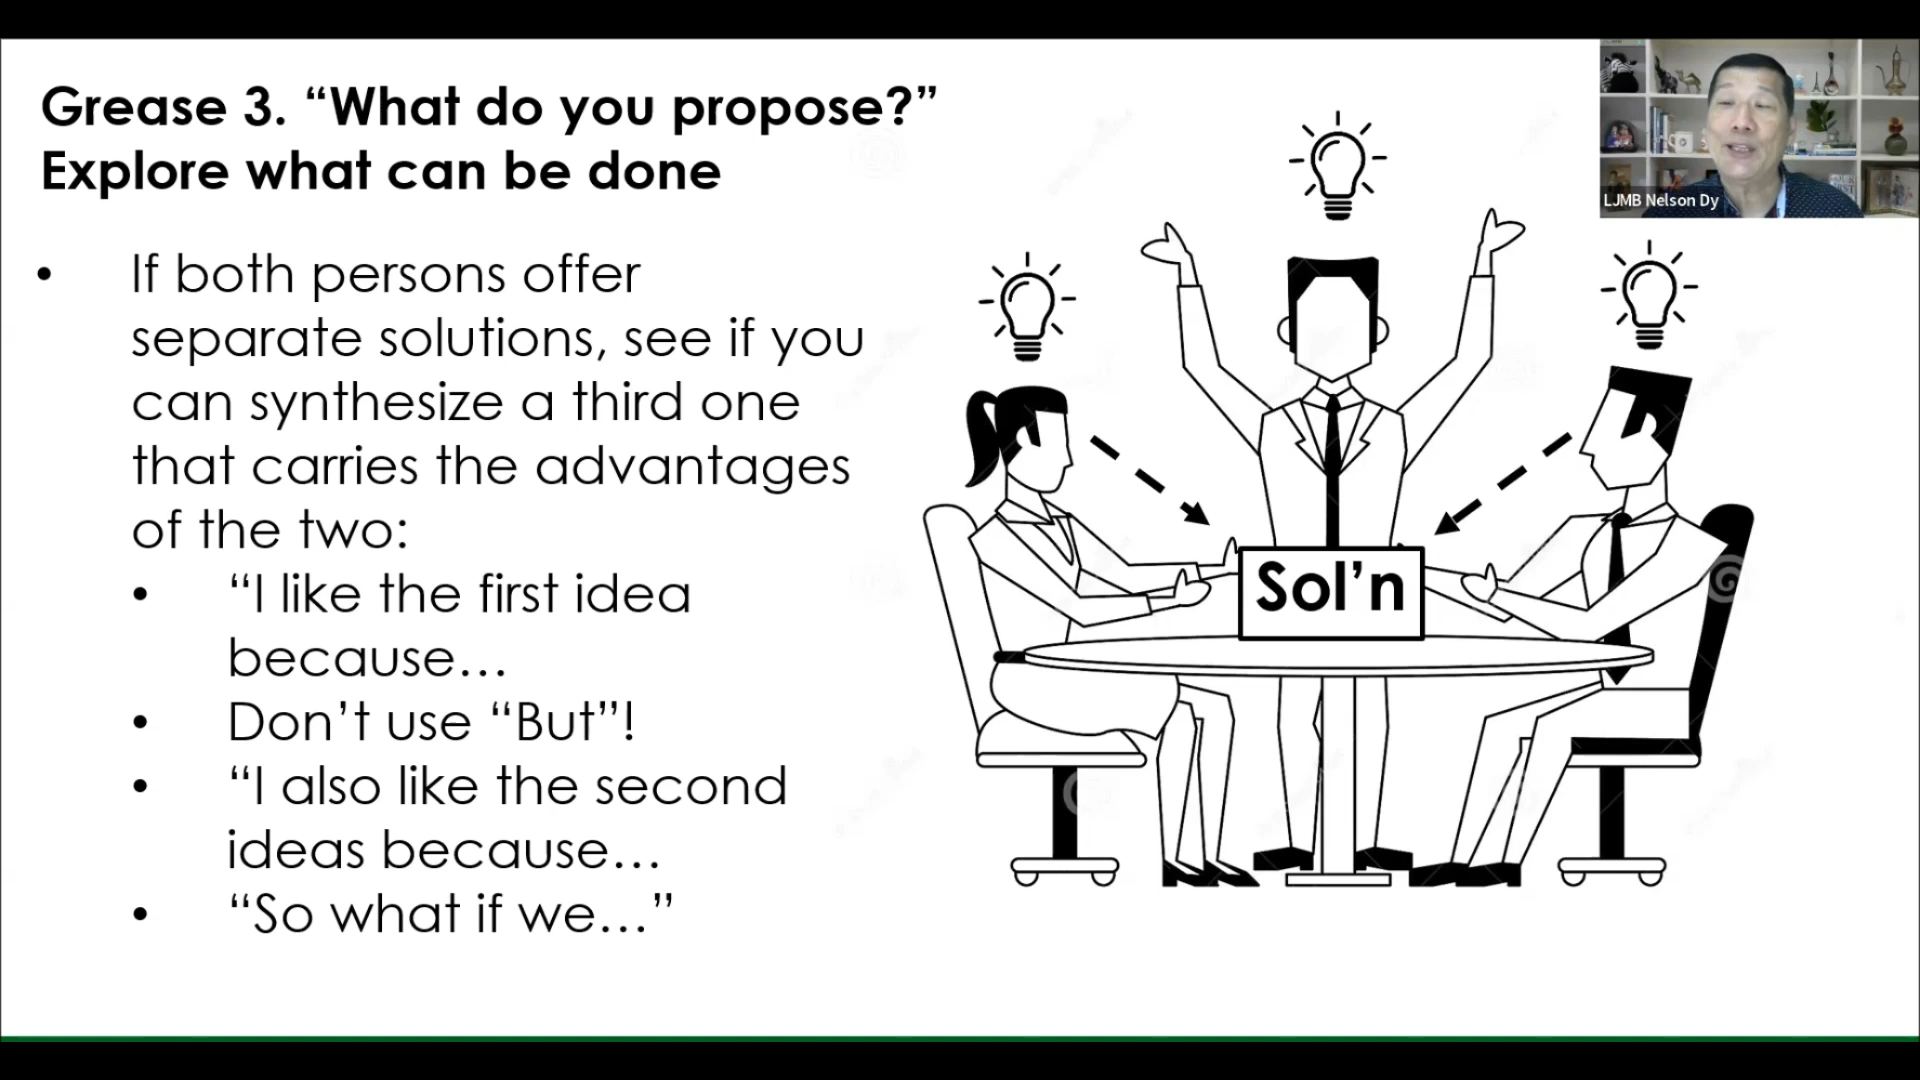 Grease 3. “What do you propose?”
Explore what can be done
LJMB Nelson Dy
• If both persons offer
separate solutions, see if you
can synthesize a third one
that carries the advantages
of the two:
• “I like the first idea
because…
• Don’t use “But”!
• “I also like the second
ideas because…
• “So what if we…”
Sol’n